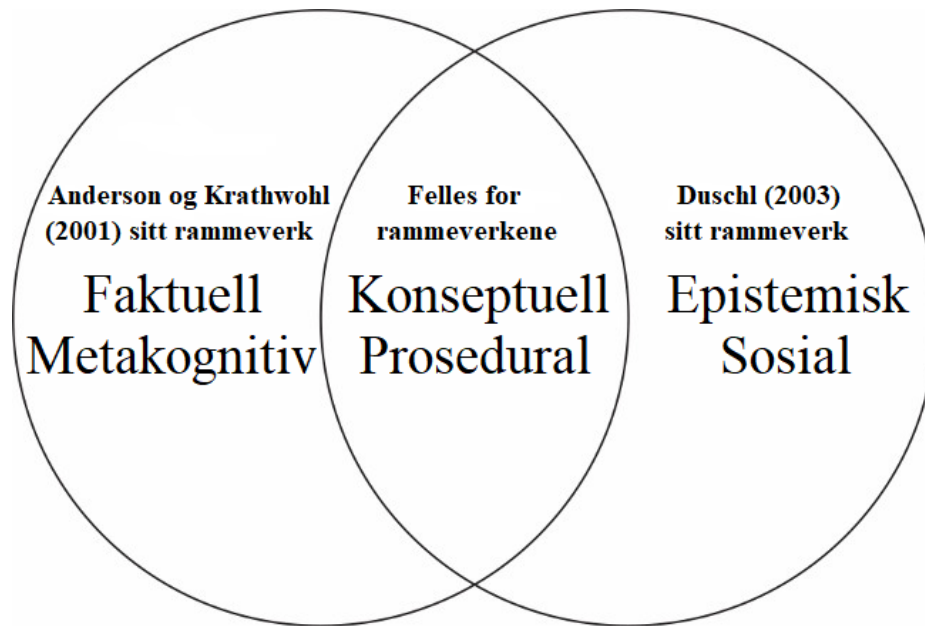 Anderson og Krathwohl
(2001) sitt rammeverk
Faktuell
Metakognitiv
Felles for
rammeverkene
Konseptuell
Prosedural
Duschl (2003)
sitt rammeverk
Epistemisk
Sosial